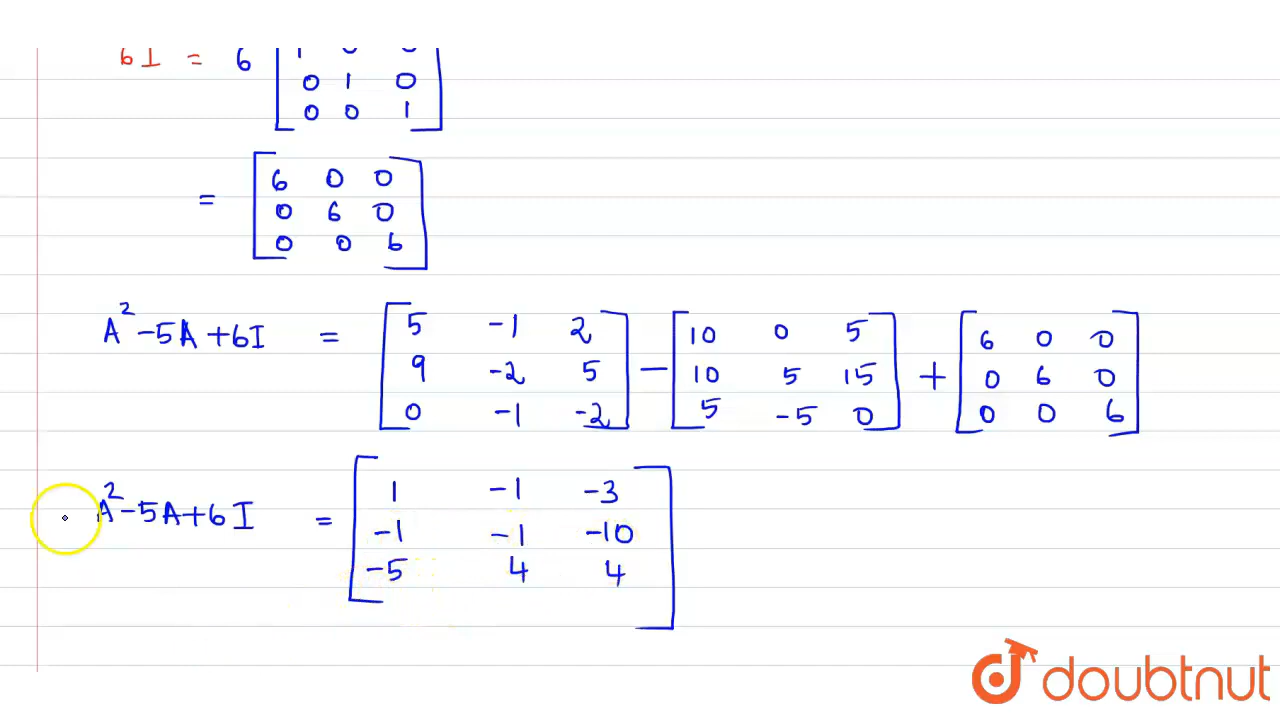 6I = 6 [ 1 0 0
0 1 0
0 0 1 ]
= [ 6 0 0
0 6 0
0 0 6 ]
A² - 5A + 6I = [ 5 -1 2 ] - [ 10 0 5 ] + [ 6 0 0 ]
[ 9 -2 5 ] [ 10 5 15 ] [ 0 6 0 ]
[ 0 -1 -2 ] [ 5 -5 0 ] [ 0 0 6 ]
A² - 5A + 6I = [ 1 -1 -3
-1 -1 -10
-5 4 4 ]
doubtnut